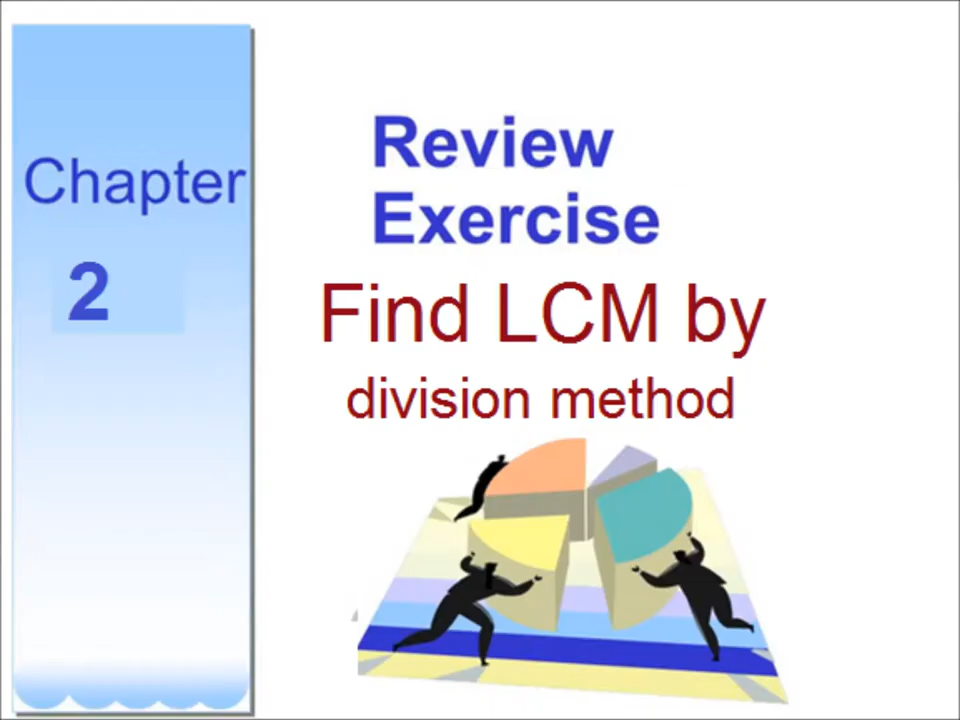 Chapter
2
Review
Exercise
Find LCM by
division method